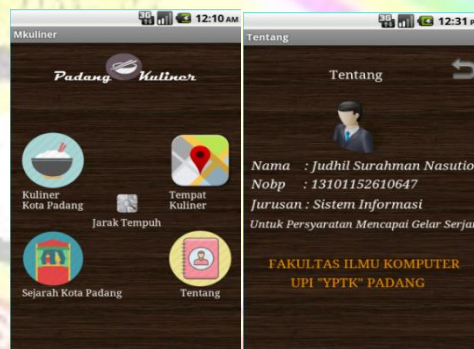 3G 12:10 AM
Mkuliner
Padang Kuliner
Kuliner
Kota Padang
Tempat
Kuliner
Jarak Tempuh
Sejarah Kota Padang
Tentang
3G 12:31
Tentang
Tentang
Nama : Judhil Surahman Nasutio
Nobp : 13101152610647
Jurusan : Sistem Informasi
Untuk Persyaratan Mencapai Gelar Serjan
FAKULTAS ILMU KOMPUTER
UPI "YPTK" PADANG